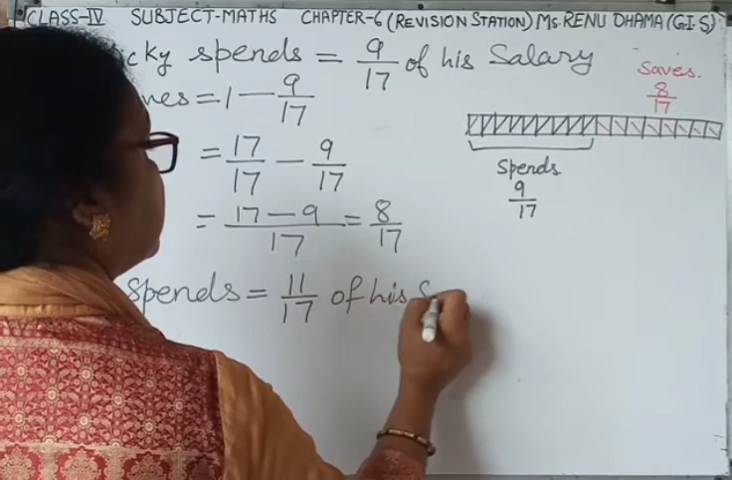 CLASS-IV SUBJECT-MATHS CHAPTER-6 (REVISION STATION) Ms. RENU DHAMA (G.I.S)
cky spends = 9/17 of his Salary
ves = 1 - 9/17
= 17/17 - 9/17
= 17-9/17 = 8/17
Spends = 11/17 of his S
Saves.
8/17
Spends
9/17